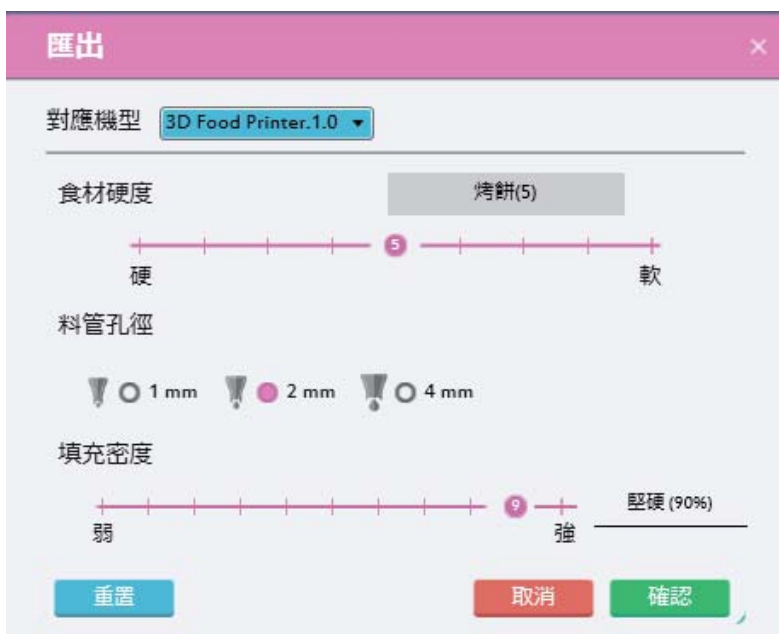 匯出
×
對應機型 3D Food Printer.1.0
食材硬度 烤餅(5)
5
硬 軟
料管孔徑
1 mm 2 mm 4 mm
填充密度
9 堅硬 (90%)
弱 強
重置 取消 確認